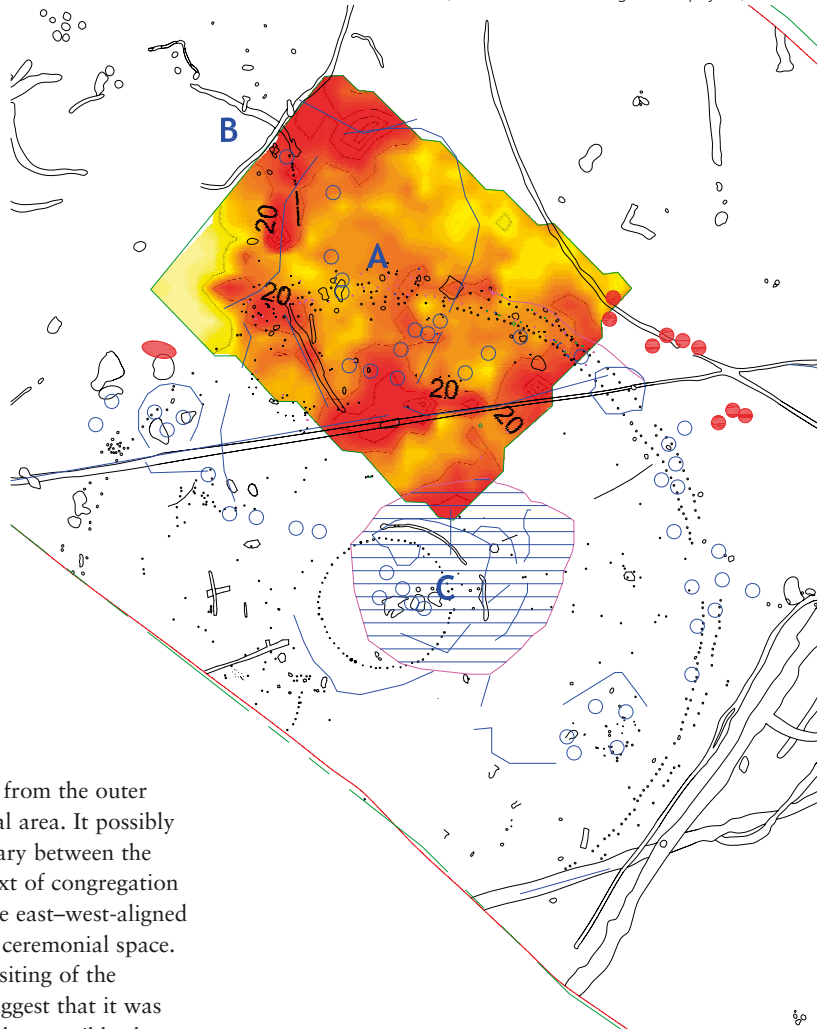 B
20
A
20
20
20
C
from the outer
al area. It possibly
ary between the
xt of congregation
e east–west-aligned
ceremonial space.
siting of the
ggest that it was